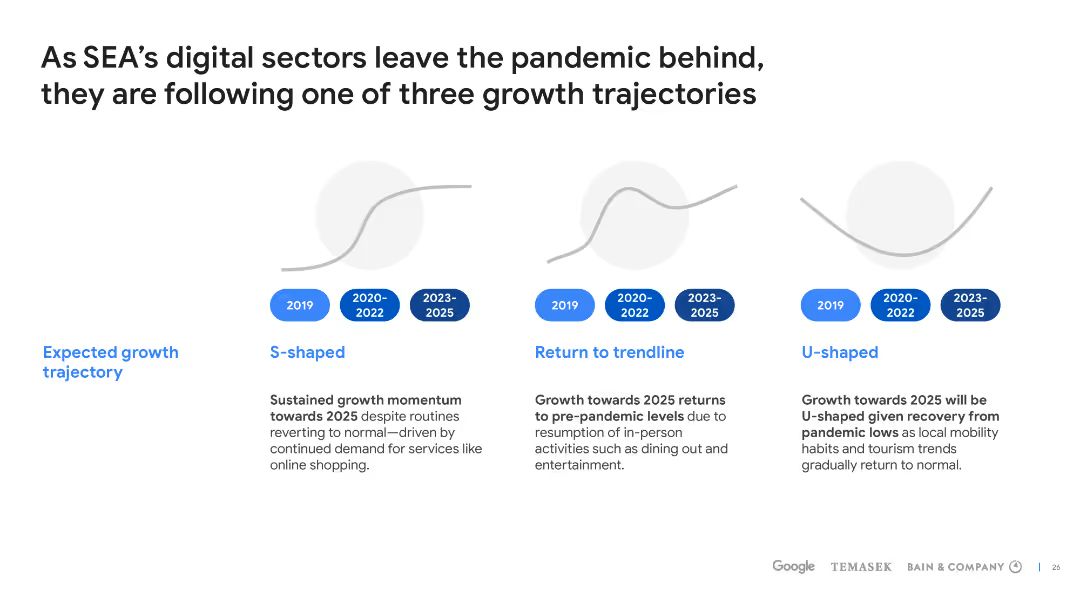 As SEA's digital sectors leave the pandemic behind,
they are following one of three growth trajectories
2019
2020-
2022
2023-
2025
2019
2020-
2022
2023-
2025
2019
2020-
2022
2023-
2025
Expected growth
trajectory
S-shaped
Sustained growth momentum
towards 2025 despite routines
reverting to normal—driven by
continued demand for services like
online shopping.
Return to trendline
Growth towards 2025 returns
to pre-pandemic levels due to
resumption of in-person
activities such as dining out and
entertainment.
U-shaped
Growth towards 2025 will be
U-shaped given recovery from
pandemic lows as local mobility
habits and tourism trends
gradually return to normal.
Google TEMASEK BAIN & COMPANY | 26